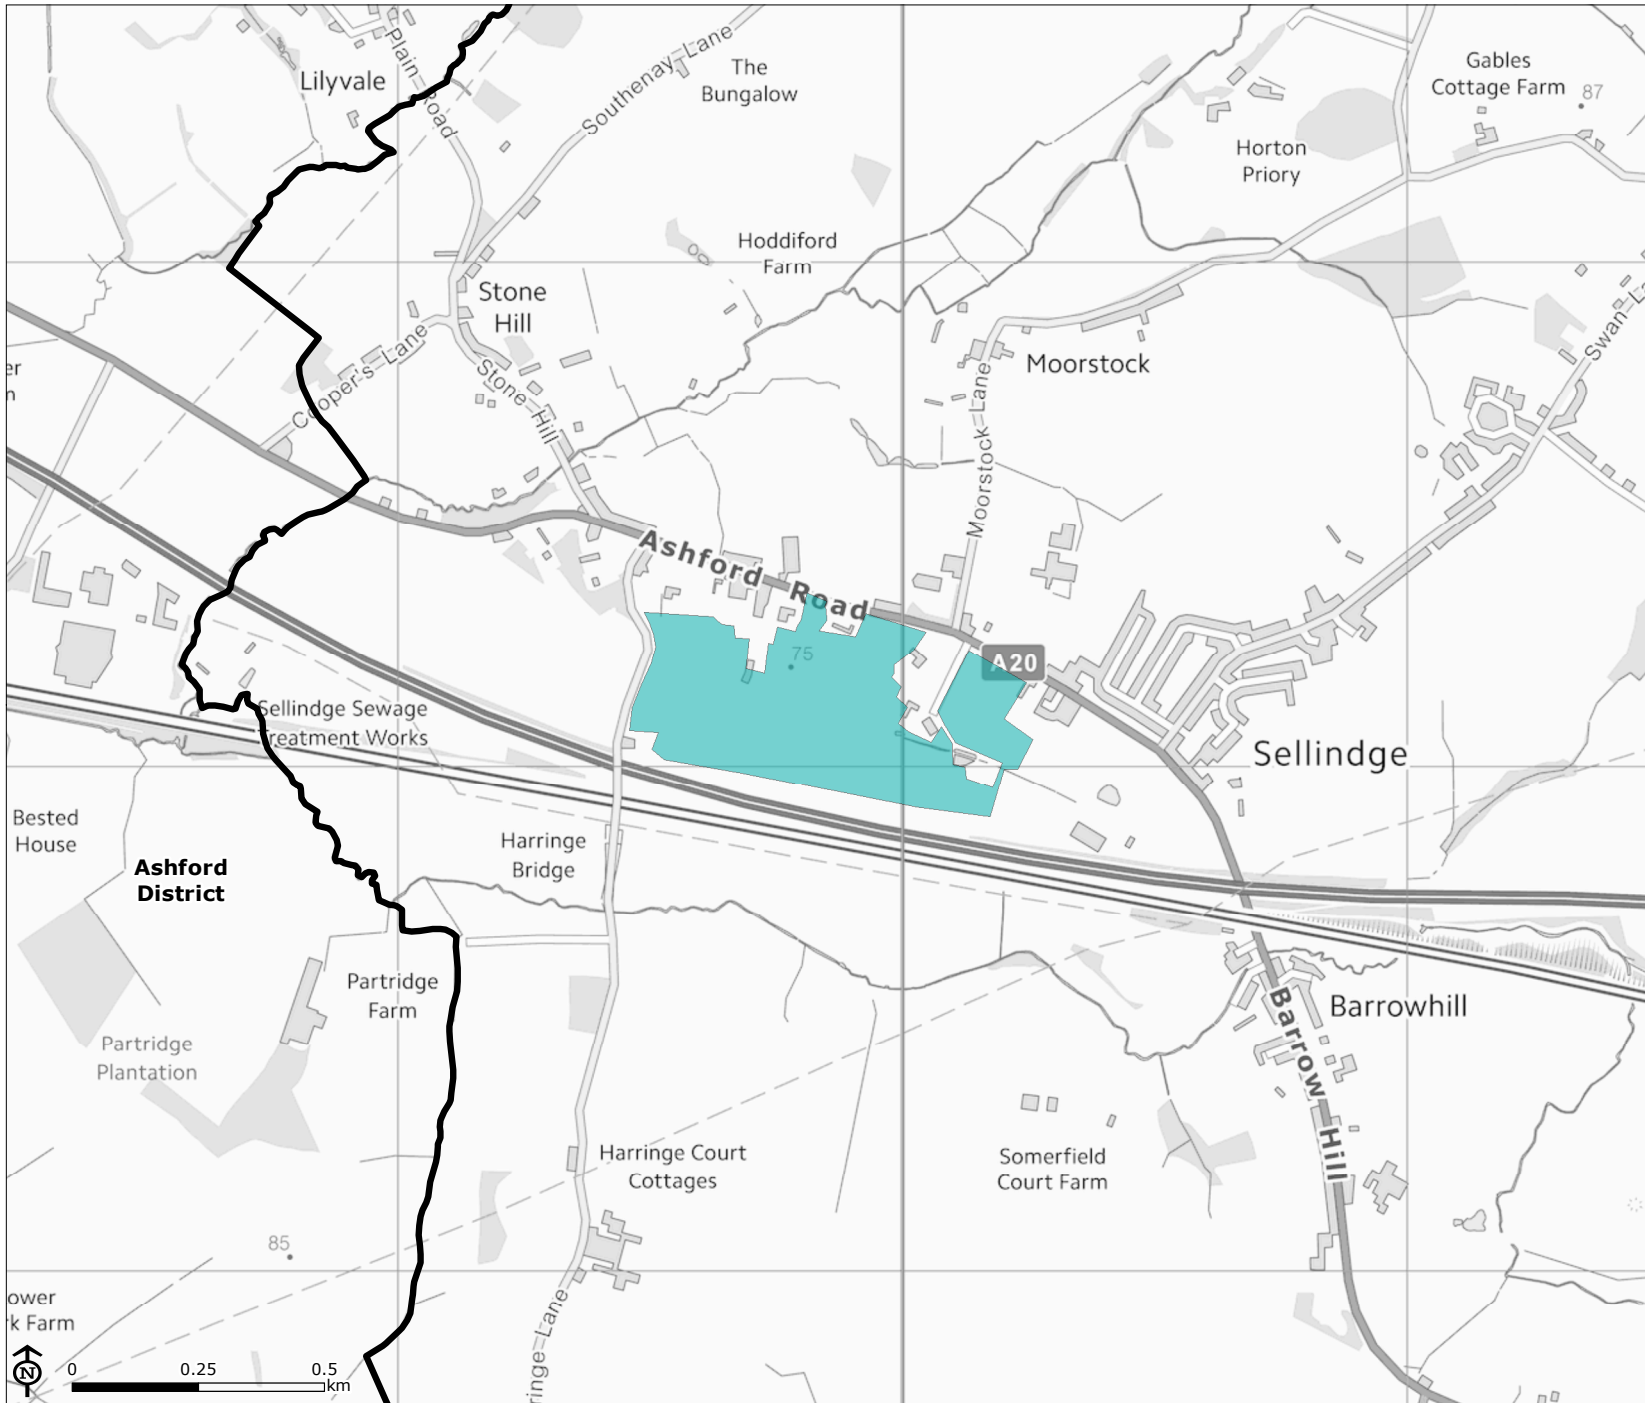 Plain Road
Lilyvale
Southenay Lane
The
Bungalow
Gables
Cottage Farm
87
Horton
Priory
Hoddiford
Farm
Stone
Hill
Cooper's Lane
Stone Hill
Moorstock
Moorstock Lane
Ashford Road
A20
75
Sellindge Sewage
Treatment Works
Sellindge
Bested
House
Ashford
District
Harringe
Bridge
Partridge
Farm
Partridge
Plantation
Barrowhill
Barrow Hill
Harringe Court
Cottages
Somerfield
Court Farm
85
Farm
N
0 0.25 0.5
km